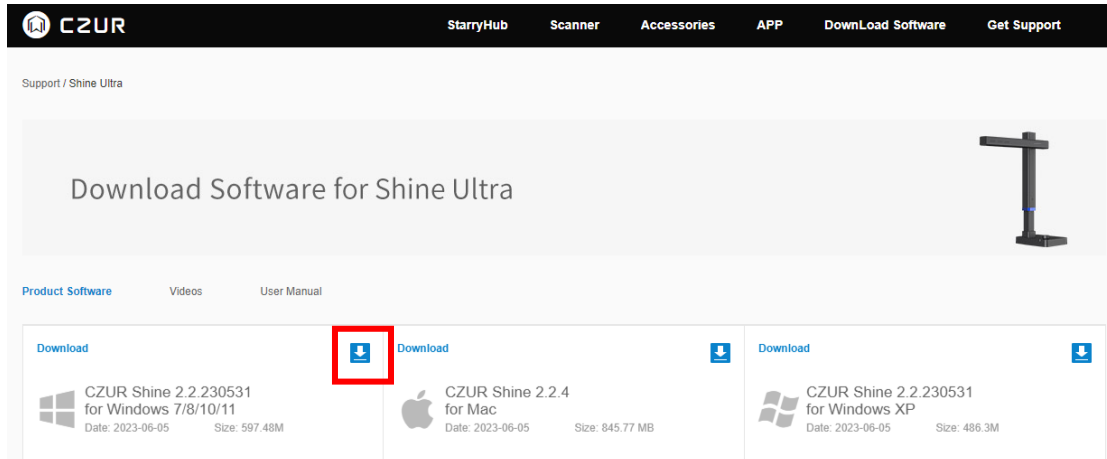 CZUR StarryHub Scanner Accessories APP DownLoad Software Get Support
Support / Shine Ultra
Download Software for Shine Ultra
Product Software Videos User Manual
Download
CZUR Shine 2.2.230531
for Windows 7/8/10/11
Date: 2023-06-05 Size: 597.48M
Download
CZUR Shine 2.2.4
for Mac
Date: 2023-06-05 Size: 845.77 MB
Download
CZUR Shine 2.2.230531
for Windows XP
Date: 2023-06-05 Size: 486.3M